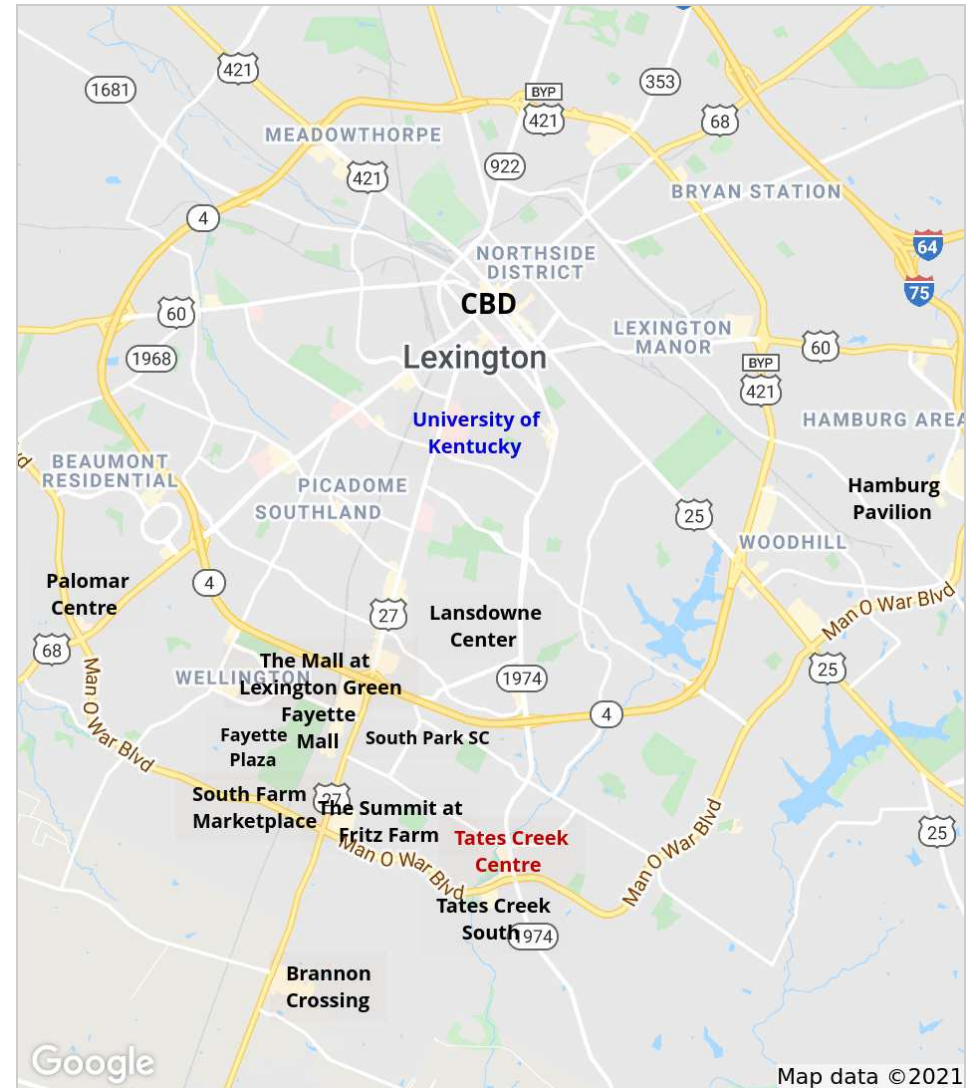 421
1681
353
BYP
421
68
MEADOWTHORPE
922
421
BRYAN STATION
4
NORTHSIDE
DISTRICT
64
75
CBD
60
LEXINGTON
MANOR
60
1968
Lexington
BYP
421
University of
Kentucky
HAMBURG AREA
BEAUMONT
RESIDENTIAL
PICADOME
SOUTHLAND
Hamburg
Pavilion
25
WOODHILL
Palomar
Centre
4
27
Lansdowne
Center
Man O War Blvd
68
25
The Mall at
WELLINGTON
Lexington Green
1974
Fayette
Mall
4
Fayette
Plaza
South Park SC
Man O War Blvd
South Farm
Marketplace
27
The Summit at
Fritz Farm
Tates Creek
Centre
25
Man O War Blvd
Man O War Blvd
Tates Creek
South
1974
Brannon
Crossing
Google
Map data ©2021